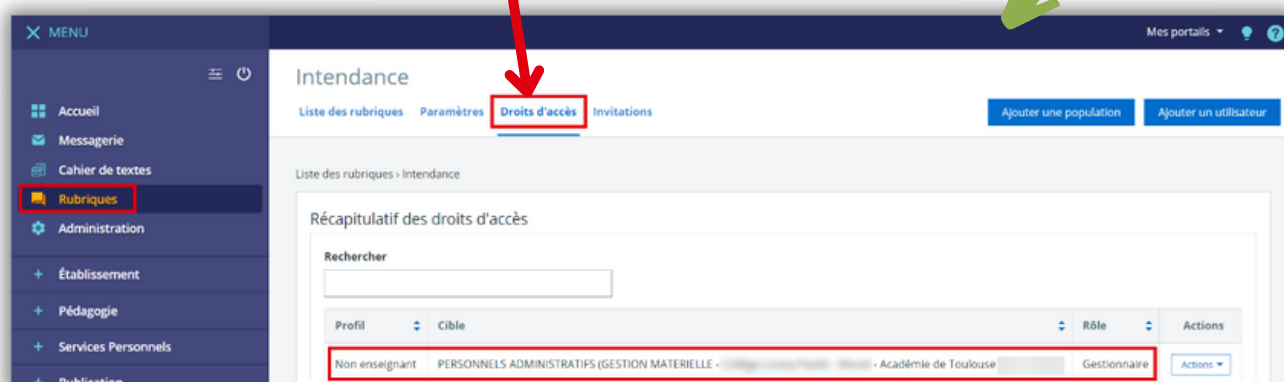 MENU
Mes portails
Intendance
Accueil
Liste des rubriques Paramètres Droits d'accès Invitations
Ajouter une population Ajouter un utilisateur
Messagerie
Cahier de textes
Liste des rubriques › Intendance
Rubriques
Récapitulatif des droits d'accès
Administration
Rechercher
Établissement
Pédagogie
Profil Cible Rôle Actions
Services Personnels
Non enseignant PERSONNELS ADMINISTRATIFS (GESTION MATERIELLE - - Académie de Toulouse Gestionnaire Actions
Publication